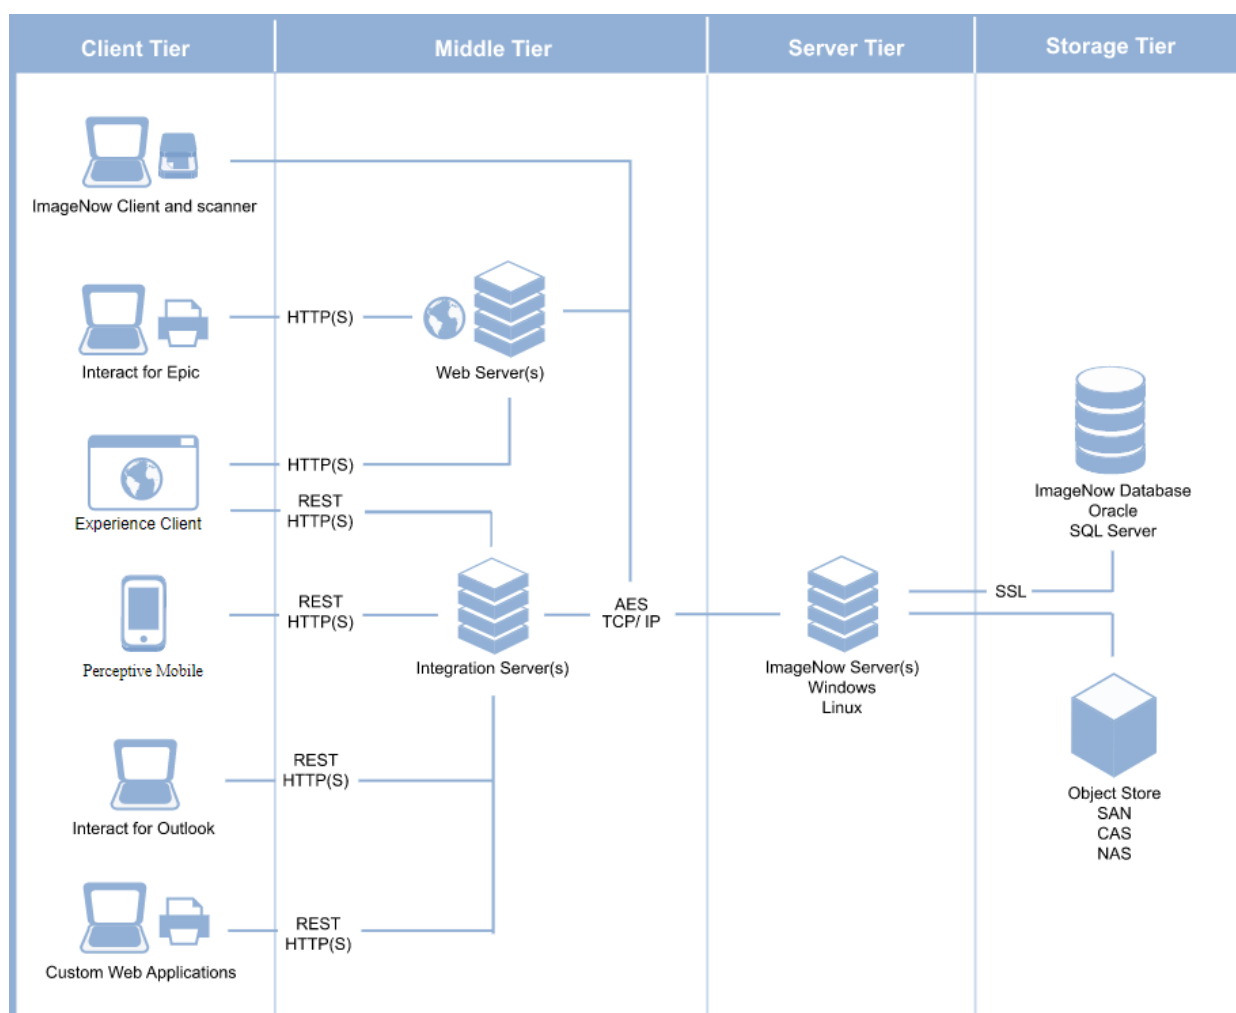 Client Tier
Middle Tier
Server Tier
Storage Tier
ImageNow Client and scanner
HTTP(S)
Interact for Epic
Web Server(s)
HTTP(S)
REST
HTTP(S)
Experience Client
ImageNow Database
Oracle
SQL Server
REST
HTTP(S)
AES
TCP/ IP
SSL
Perceptive Mobile
Integration Server(s)
ImageNow Server(s)
Windows
Linux
REST
HTTP(S)
Interact for Outlook
Object Store
SAN
CAS
NAS
REST
HTTP(S)
Custom Web Applications